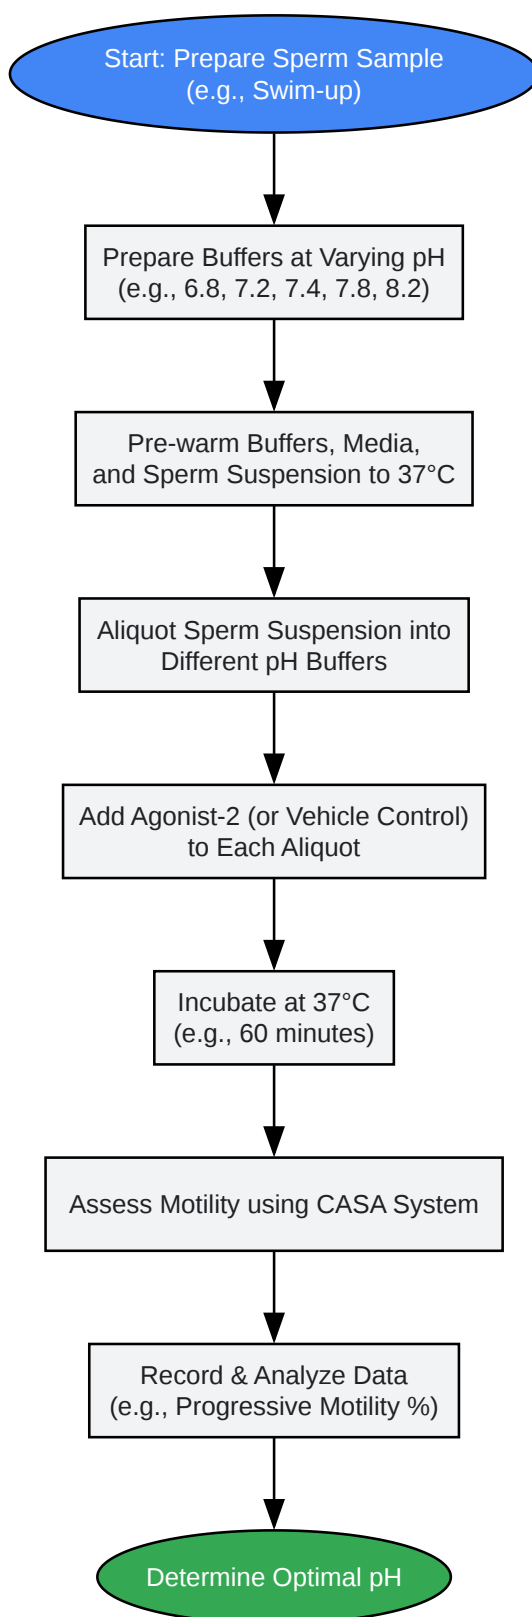 Start: Prepare Sperm Sample
(e.g., Swim-up)
Prepare Buffers at Varying pH
(e.g., 6.8, 7.2, 7.4, 7.8, 8.2)
Pre-warm Buffers, Media,
and Sperm Suspension to 37°C
Aliquot Sperm Suspension into
Different pH Buffers
Add Agonist-2 (or Vehicle Control)
to Each Aliquot
Incubate at 37°C
(e.g., 60 minutes)
Assess Motility using CASA System
Record & Analyze Data
(e.g., Progressive Motility %)
Determine Optimal pH